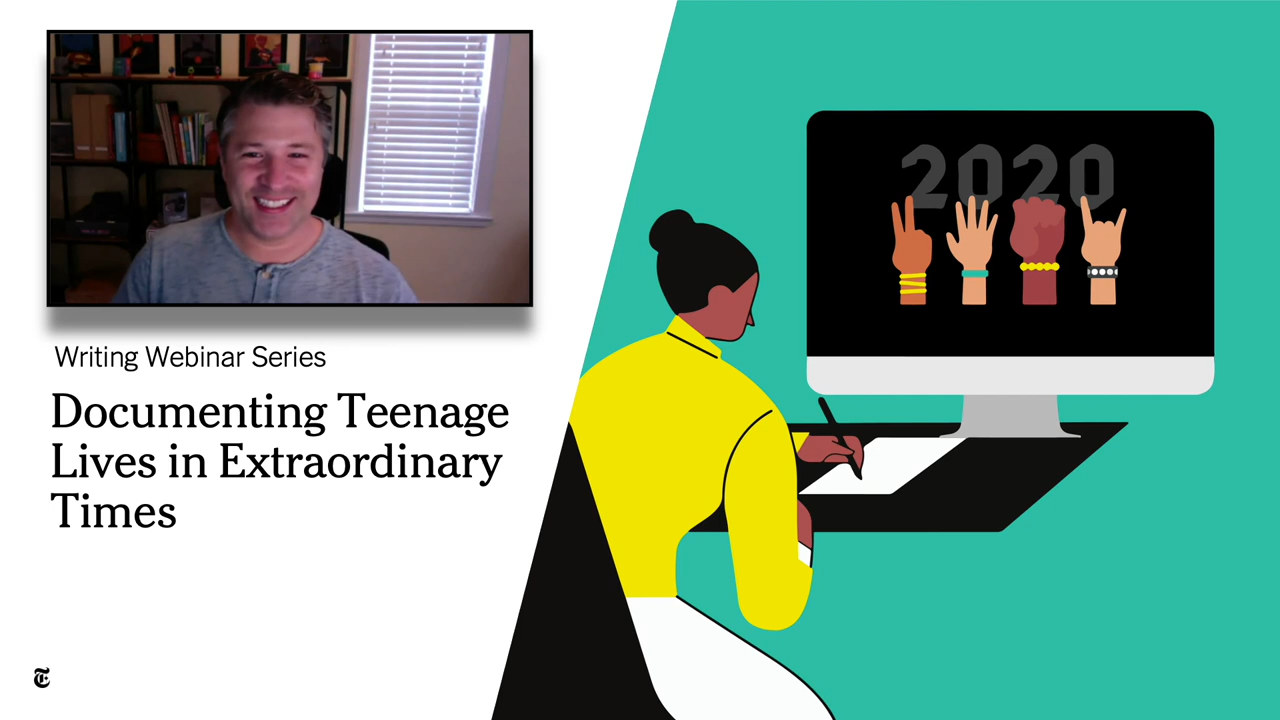 Writing Webinar Series
Documenting Teenage
Lives in Extraordinary
Times
2020
T